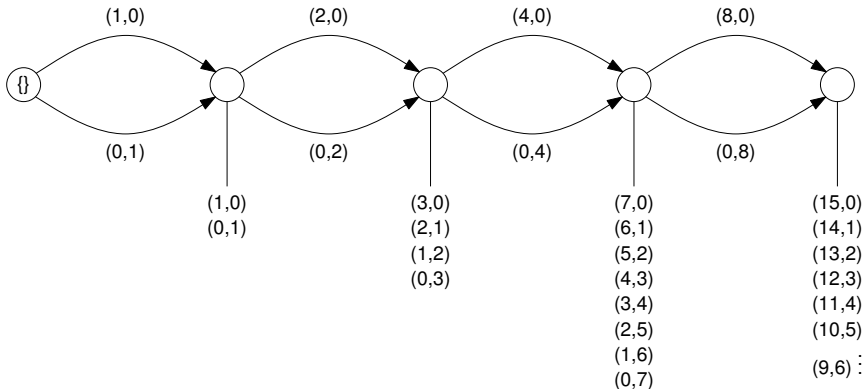 (1,0) (2,0) (4,0) (8,0)
{}
(0,1) (0,2) (0,4) (0,8)
(1,0) (3,0) (7,0) (15,0)
(0,1) (2,1) (6,1) (14,1)
(1,2) (5,2) (13,2)
(0,3) (4,3) (12,3)
(3,4) (11,4)
(2,5) (10,5)
(1,6) (9,6) :
(0,7)